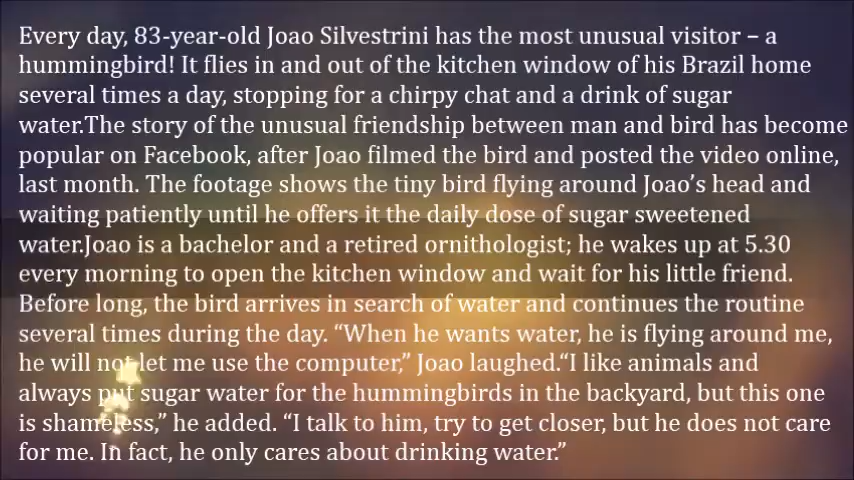 Every day, 83-year-old Joao Silvestrini has the most unusual visitor – a
hummingbird! It flies in and out of the kitchen window of his Brazil home
several times a day, stopping for a chirpy chat and a drink of sugar
water.The story of the unusual friendship between man and bird has become
popular on Facebook, after Joao filmed the bird and posted the video online,
last month. The footage shows the tiny bird flying around Joao’s head and
waiting patiently until he offers it the daily dose of sugar sweetened
water.Joao is a bachelor and a retired ornithologist; he wakes up at 5.30
every morning to open the kitchen window and wait for his little friend.
Before long, the bird arrives in search of water and continues the routine
several times during the day. “When he wants water, he is flying around me,
he will not let me use the computer,” Joao laughed.“I like animals and
always put sugar water for the hummingbirds in the backyard, but this one
is shameless,” he added. “I talk to him, try to get closer, but he does not care
for me. In fact, he only cares about drinking water.”